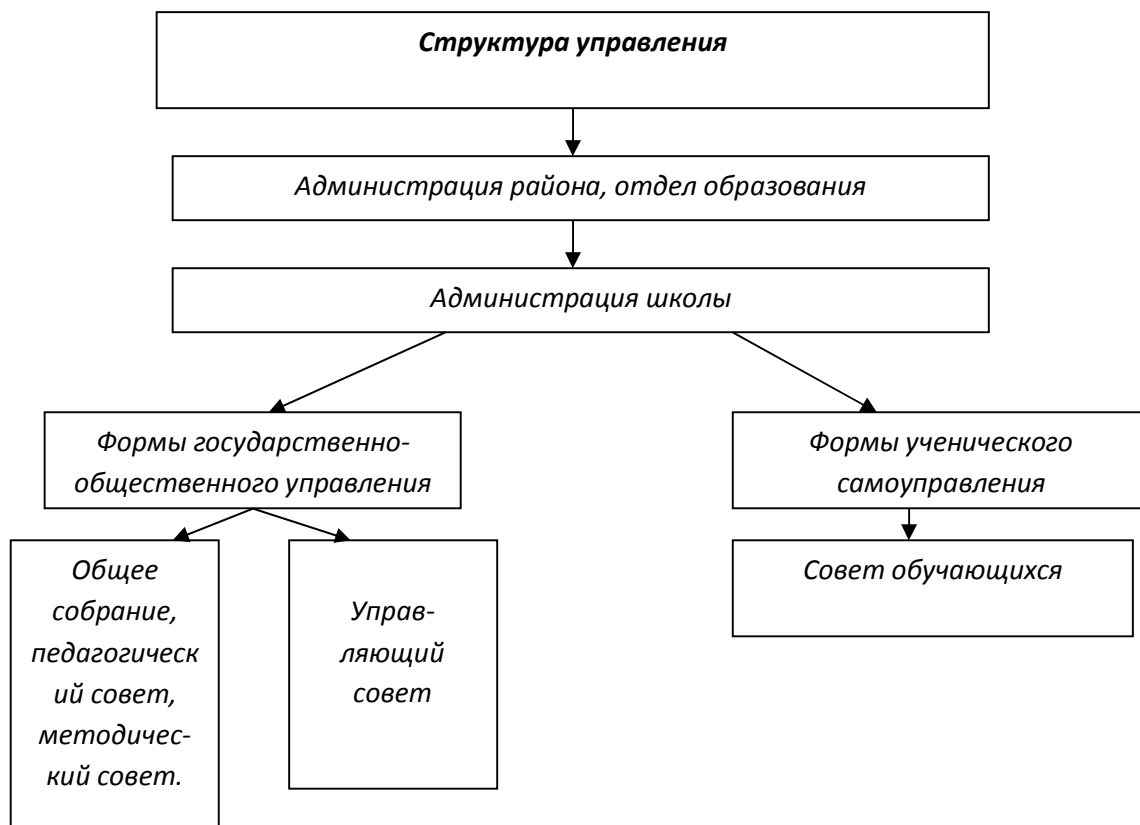 Структура управления
Администрация района, отдел образования
Администрация школы
Формы государственно-
общественного управления
Формы ученического
самоуправления
Общее
собрание,
педагогическ
ий совет,
методичес-
кий совет.
Управ-
ляющий
совет
Совет обучающихся